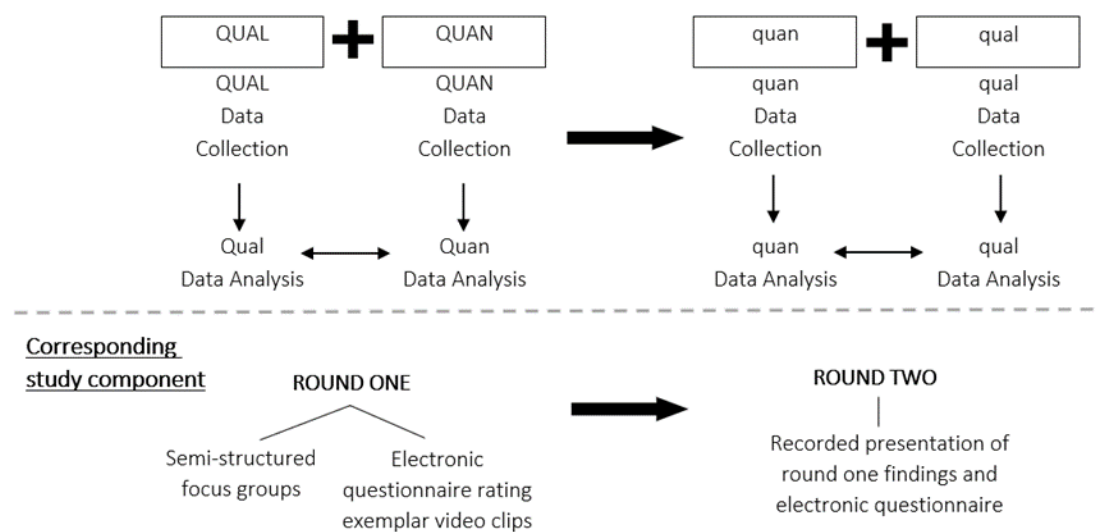 QUAL
QUAN
quan
qual
QUAL
Data
Collection
QUAN
Data
Collection
quan
Data
Collection
qual
Data
Collection
Qual
Data Analysis
Quan
Data Analysis
quan
Data Analysis
qual
Data Analysis
Corresponding
study component
ROUND ONE
Semi-structured
focus groups
Electronic
questionnaire rating
exemplar video clips
ROUND TWO
Recorded presentation of
round one findings and
electronic questionnaire